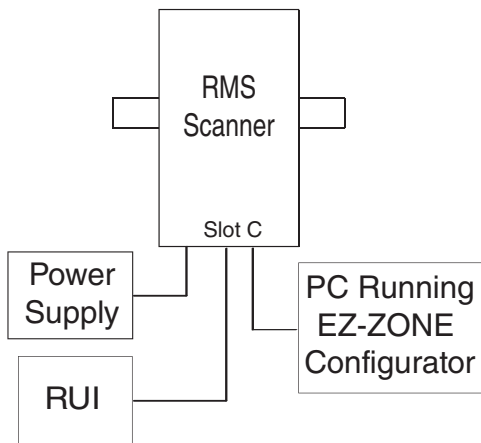 RMS
Scanner
Slot C
Power
Supply
PC Running
EZ-ZONE
Configurator
RUI